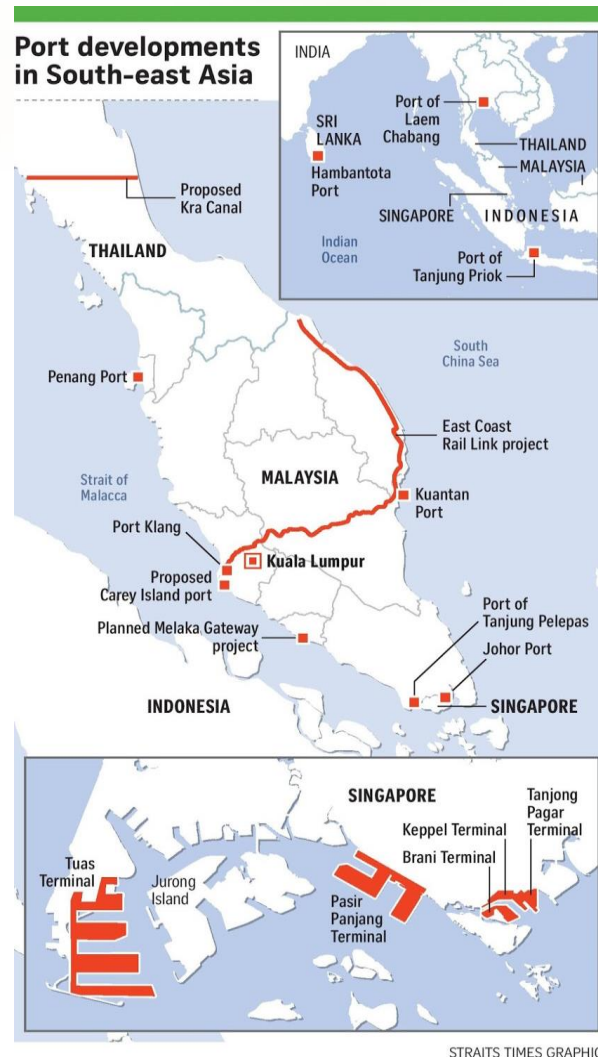 Port developments
in South-east Asia
INDIA
SRI
LANKA
Hambantota
Port
Port of
Laem
Chabang
THAILAND
MALAYSIA
SINGAPORE
INDONESIA
Indian
Ocean
Port of
Tanjung Priok
Proposed
Kra Canal
THAILAND
South
China Sea
Penang Port
East Coast
Rail Link project
MALAYSIA
Strait of
Malacca
Kuantan
Port
Port Klang
Kuala Lumpur
Proposed
Carey Island port
Planned Melaka Gateway
project
Port of
Tanjung Pelepas
Johor Port
INDONESIA
SINGAPORE
SINGAPORE
Tanjong
Pagar
Terminal
Keppel Terminal
Brani Terminal
Tuas
Terminal
Jurong
Island
Pasir
Panjang
Terminal
STRAITS TIMES GRAPHIC